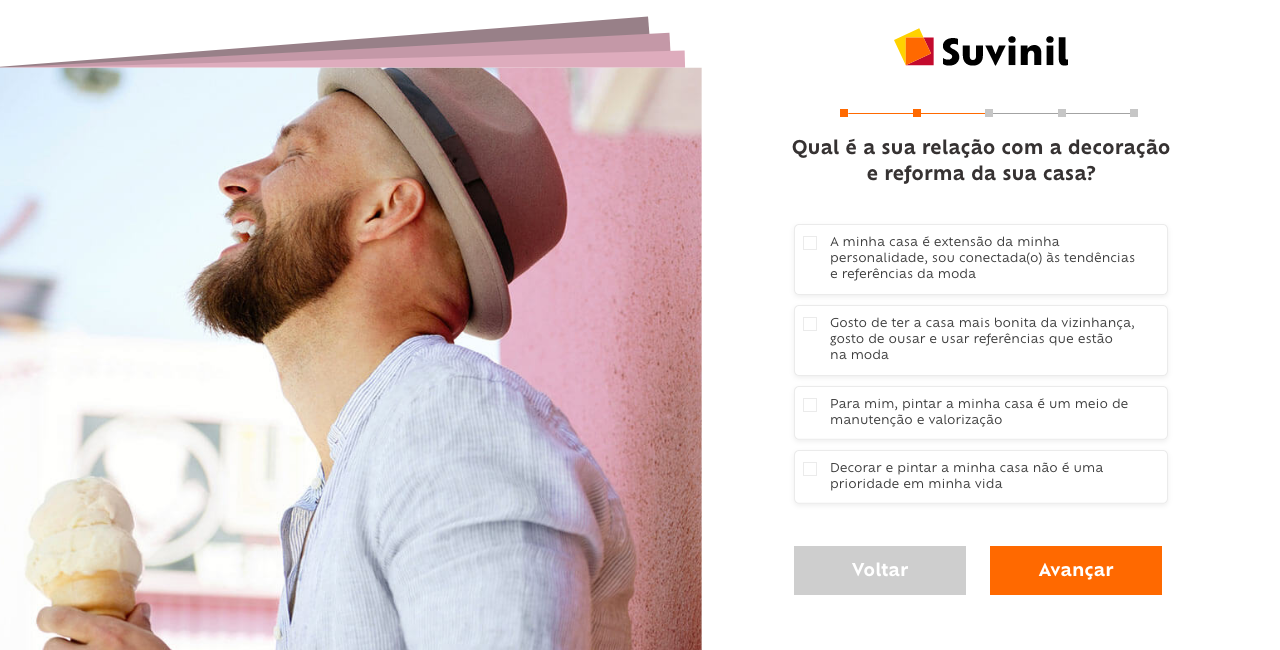 Suvinil
Qual é a sua relação com a decoração
e reforma da sua casa?
A minha casa é extensão da minha
personalidade, sou conectada(o) às tendências
e referências da moda
Gosto de ter a casa mais bonita da vizinhança,
gosto de ousar e usar referências que estão
na moda
Para mim, pintar a minha casa é um meio de
manutenção e valorização
Decorar e pintar a minha casa não é uma
prioridade em minha vida
Voltar
Avançar